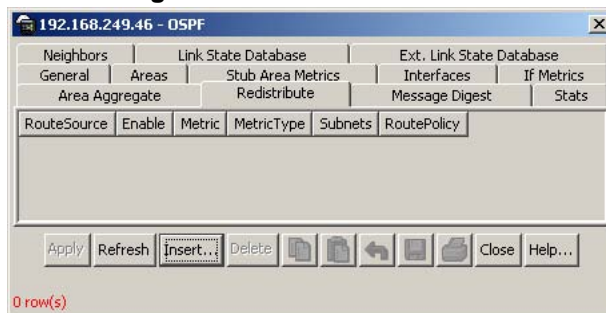 192.168.249.46 - OSPF
Neighbors Link State Database Ext. Link State Database
General Areas Stub Area Metrics Interfaces If Metrics
Area Aggregate Redistribute Message Digest Stats
RouteSource Enable Metric MetricType Subnets RoutePolicy
Apply Refresh Insert... Delete Close Help...
0 row(s)